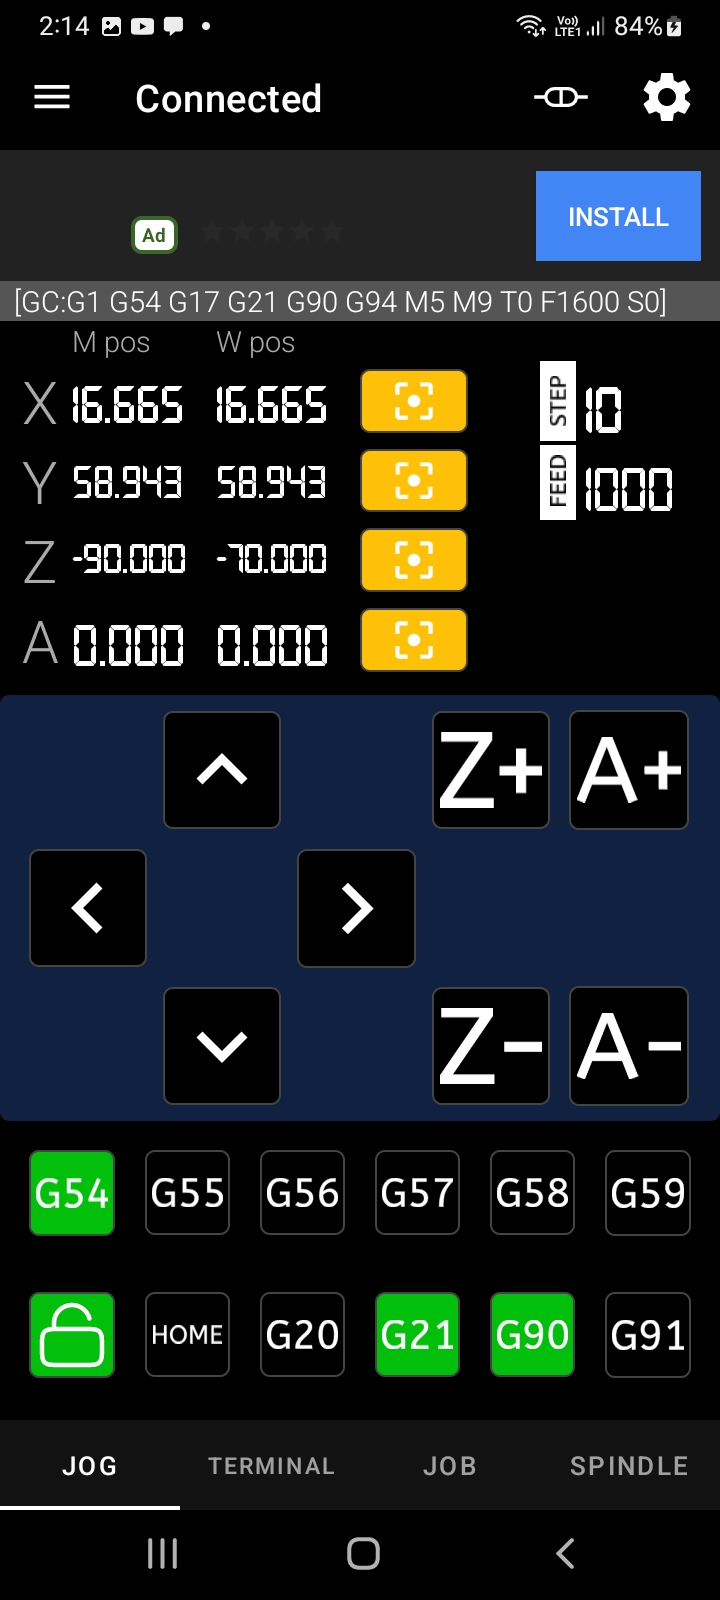 2:14 Vo)) LTE1 84%
Connected
Ad INSTALL
[GC:G1 G54 G17 G21 G90 G94 M5 M9 T0 F1600 S0]
M pos W pos
X 16.665 16.665 STEP 10
Y 58.943 58.943 FEED 1000
Z -90.000 -70.000
A 0.000 0.000
Z+ A+
Z- A-
G54 G55 G56 G57 G58 G59
HOME G20 G21 G90 G91
JOG TERMINAL JOB SPINDLE